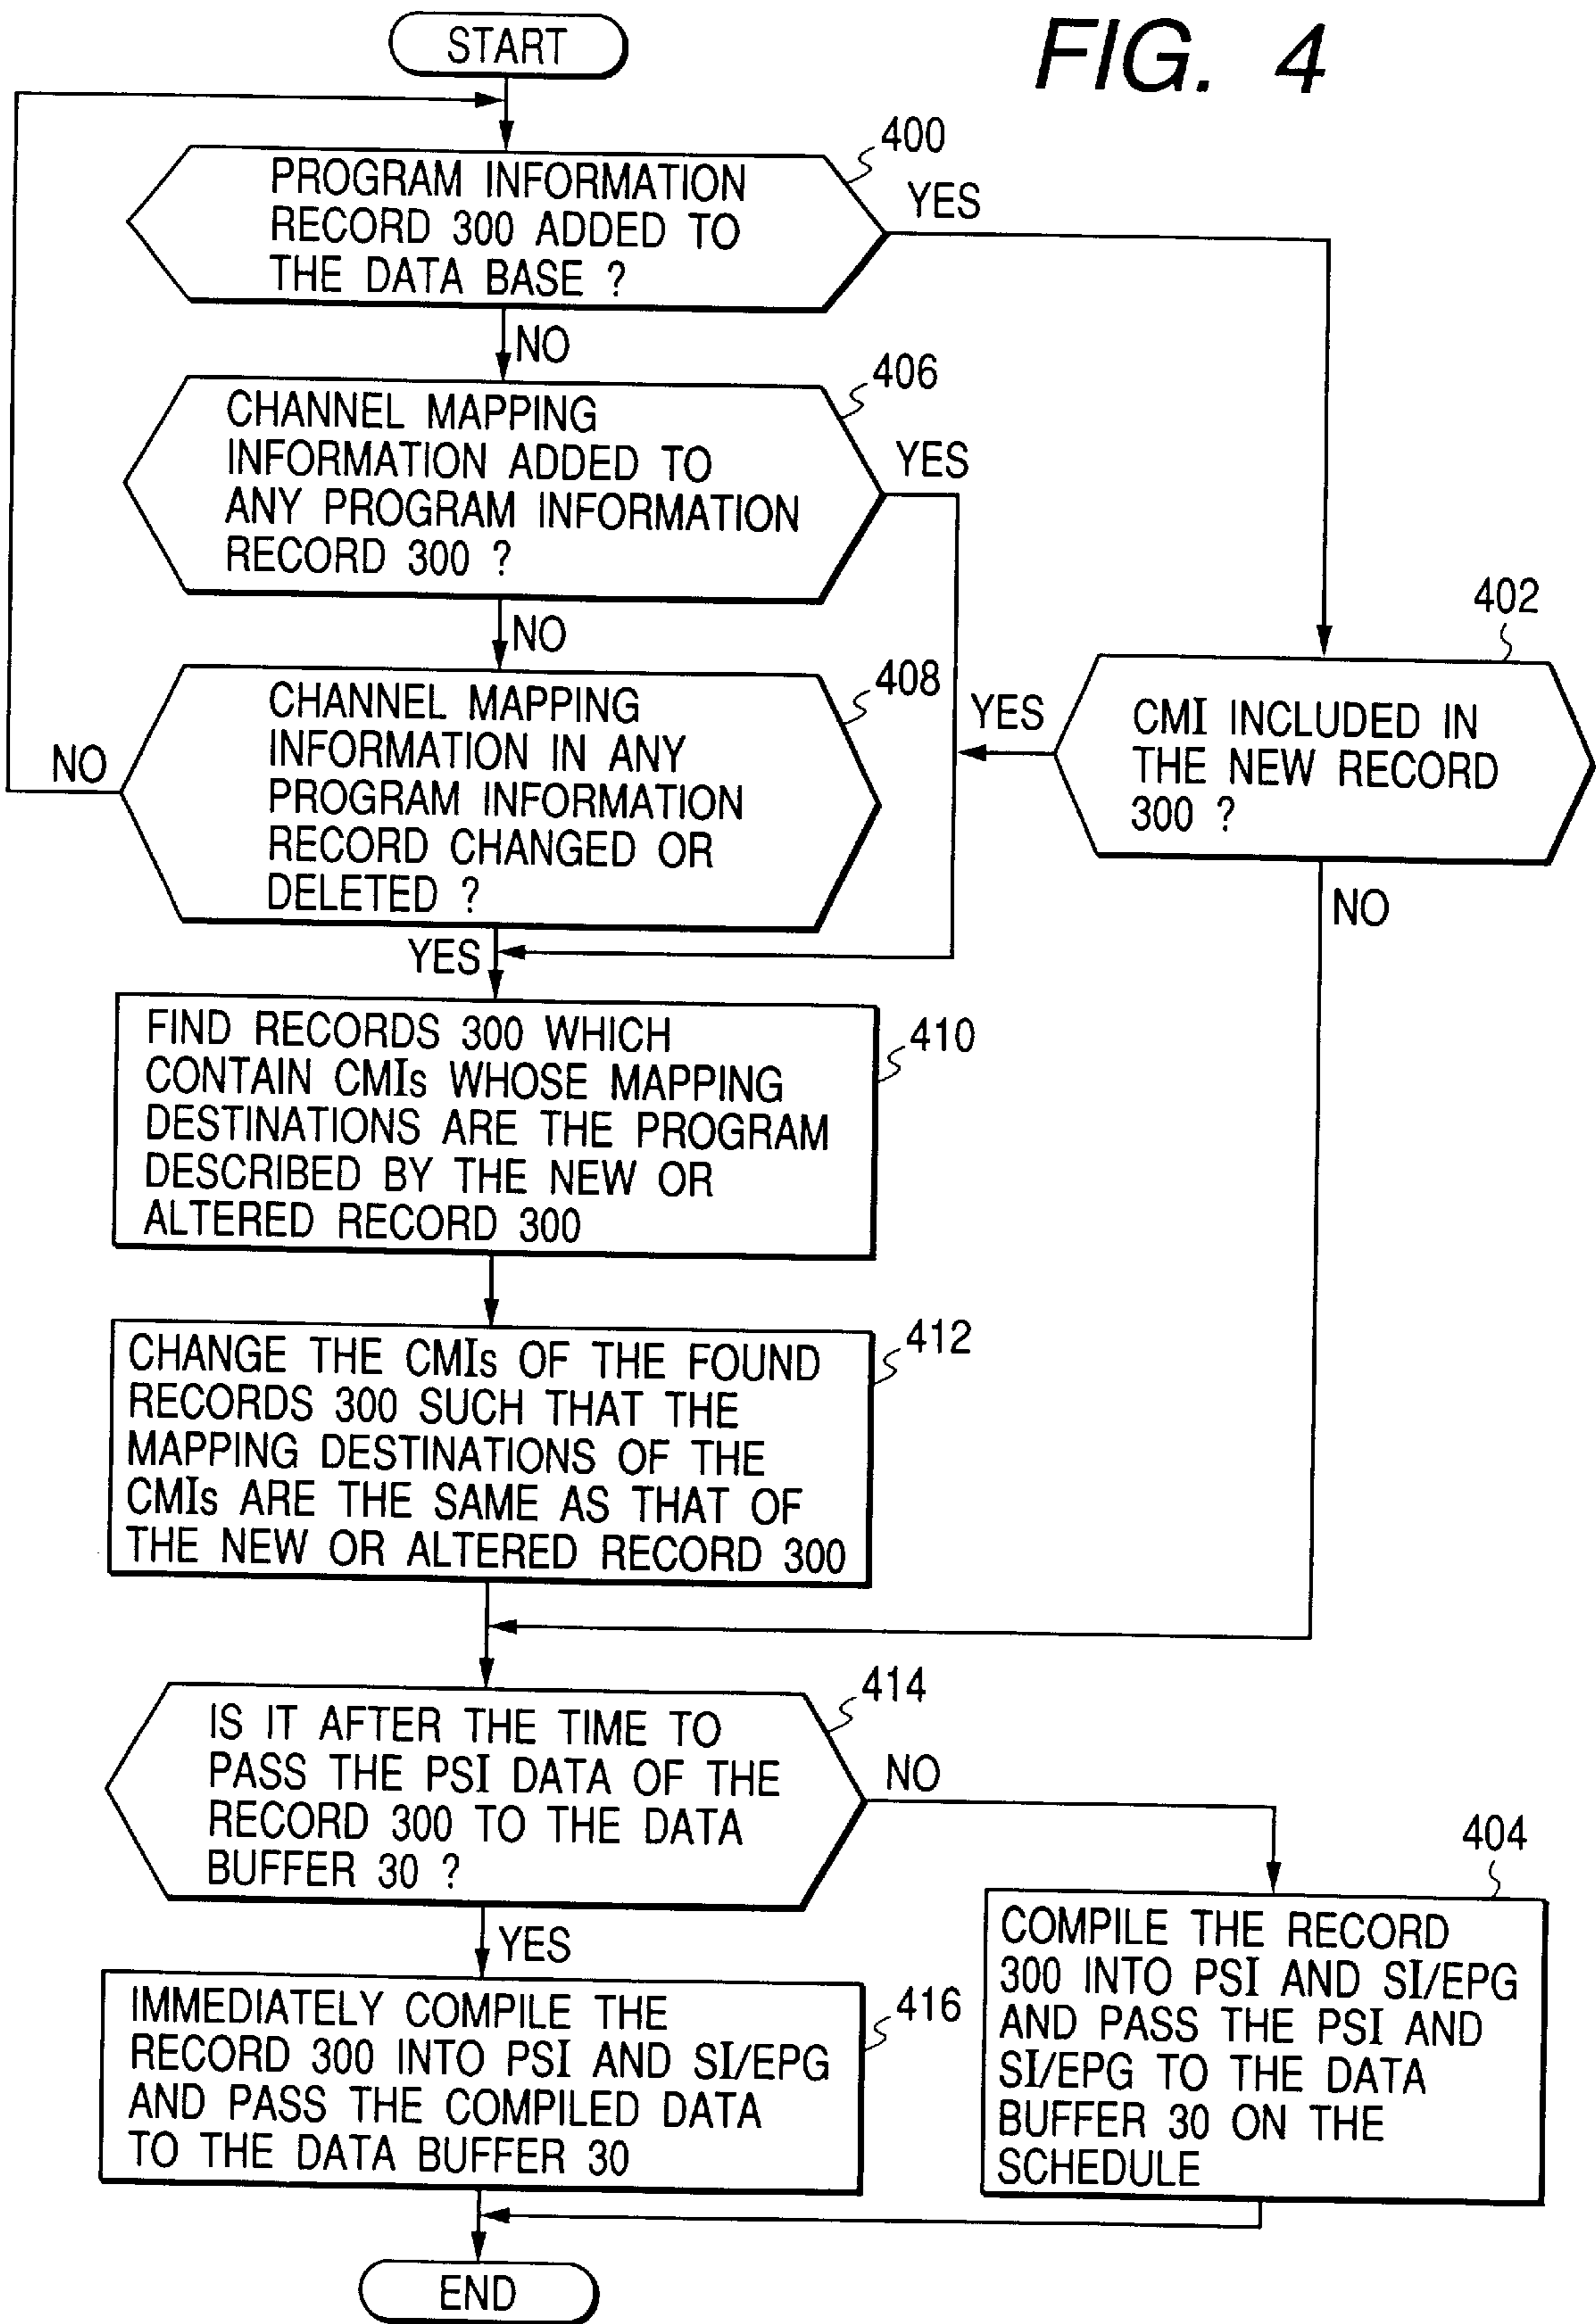 FIG. 4
START
400
PROGRAM INFORMATION
RECORD 300 ADDED TO
THE DATA BASE ?
YES
NO
406
CHANNEL MAPPING
INFORMATION ADDED TO
ANY PROGRAM INFORMATION
RECORD 300 ?
YES
NO
402
CMI INCLUDED IN
THE NEW RECORD
300 ?
YES
NO
408
CHANNEL MAPPING
INFORMATION IN ANY
PROGRAM INFORMATION
RECORD CHANGED OR
DELETED ?
NO
YES
410
FIND RECORDS 300 WHICH
CONTAIN CMIs WHOSE MAPPING
DESTINATIONS ARE THE PROGRAM
DESCRIBED BY THE NEW OR
ALTERED RECORD 300
412
CHANGE THE CMIs OF THE FOUND
RECORDS 300 SUCH THAT THE
MAPPING DESTINATIONS OF THE
CMIs ARE THE SAME AS THAT OF
THE NEW OR ALTERED RECORD 300
414
IS IT AFTER THE TIME TO
PASS THE PSI DATA OF THE
RECORD 300 TO THE DATA
BUFFER 30 ?
NO
YES
404
COMPILE THE RECORD
300 INTO PSI AND SI/EPG
AND PASS THE PSI AND
SI/EPG TO THE DATA
BUFFER 30 ON THE
SCHEDULE
416
IMMEDIATELY COMPILE THE
RECORD 300 INTO PSI AND SI/EPG
AND PASS THE COMPILED DATA
TO THE DATA BUFFER 30
END